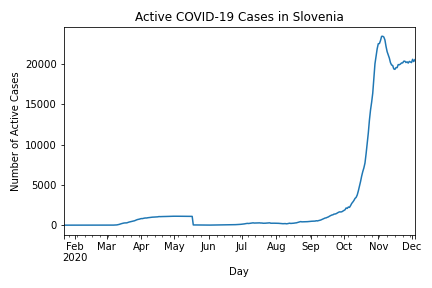 Active COVID-19 Cases in Slovenia
Number of Active Cases
20000
15000
10000
5000
0
Feb Mar Apr May Jun Jul Aug Sep Oct Nov Dec
2020
Day